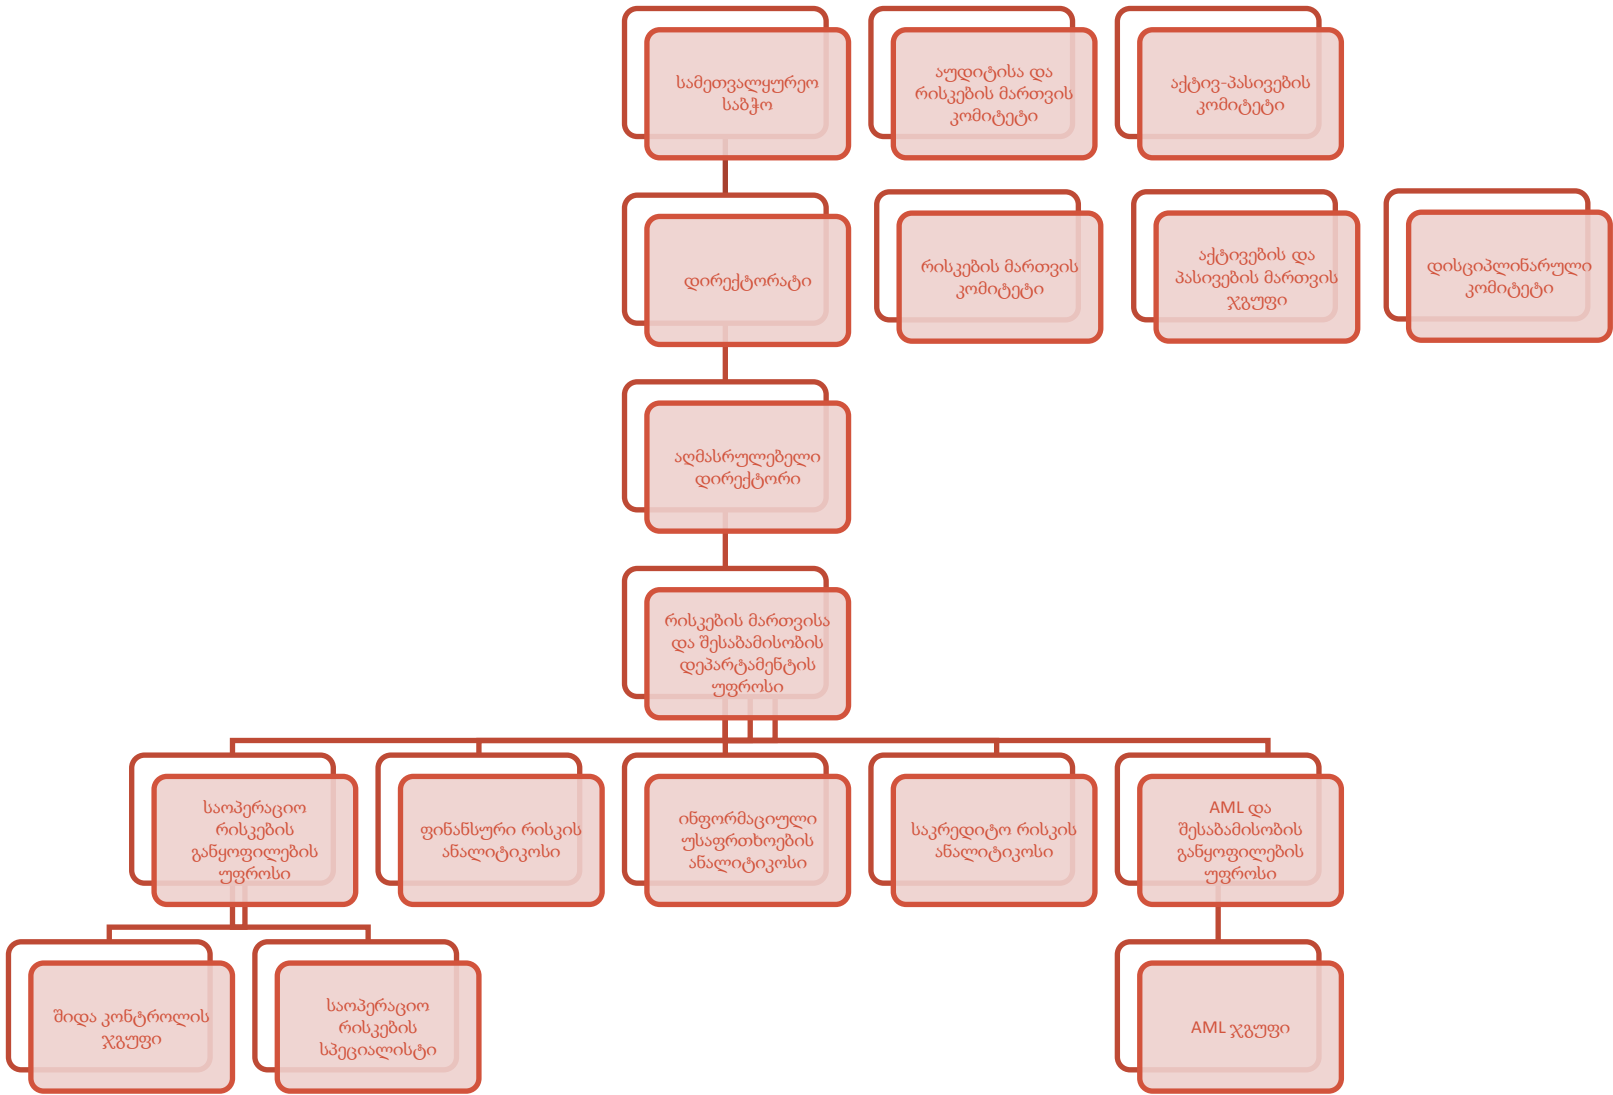 სამეთვალყურეო
საბჭო
აუდიტისა და
რისკების მართვის
კომიტეტი
აქტივ-პასივების
კომიტეტი
დირექტორატი
რისკების მართვის
კომიტეტი
აქტივების და
პასივების მართვის
ჯგუფი
დისციპლინარული
კომიტეტი
აღმასრულებელი
დირექტორი
რისკების მართვისა
და შესაბამისობის
დეპარტამენტის
უფროსი
საოპერაციო
რისკების
განყოფილების
უფროსი
ფინანსური რისკის
ანალიტიკოსი
ინფორმაციული
უსაფრთხოების
ანალიტიკოსი
საკრედიტო რისკის
ანალიტიკოსი
AML და
შესაბამისობის
განყოფილების
უფროსი
შიდა კონტროლის
ჯგუფი
საოპერაციო
რისკების
სპეციალისტი
AML ჯგუფი